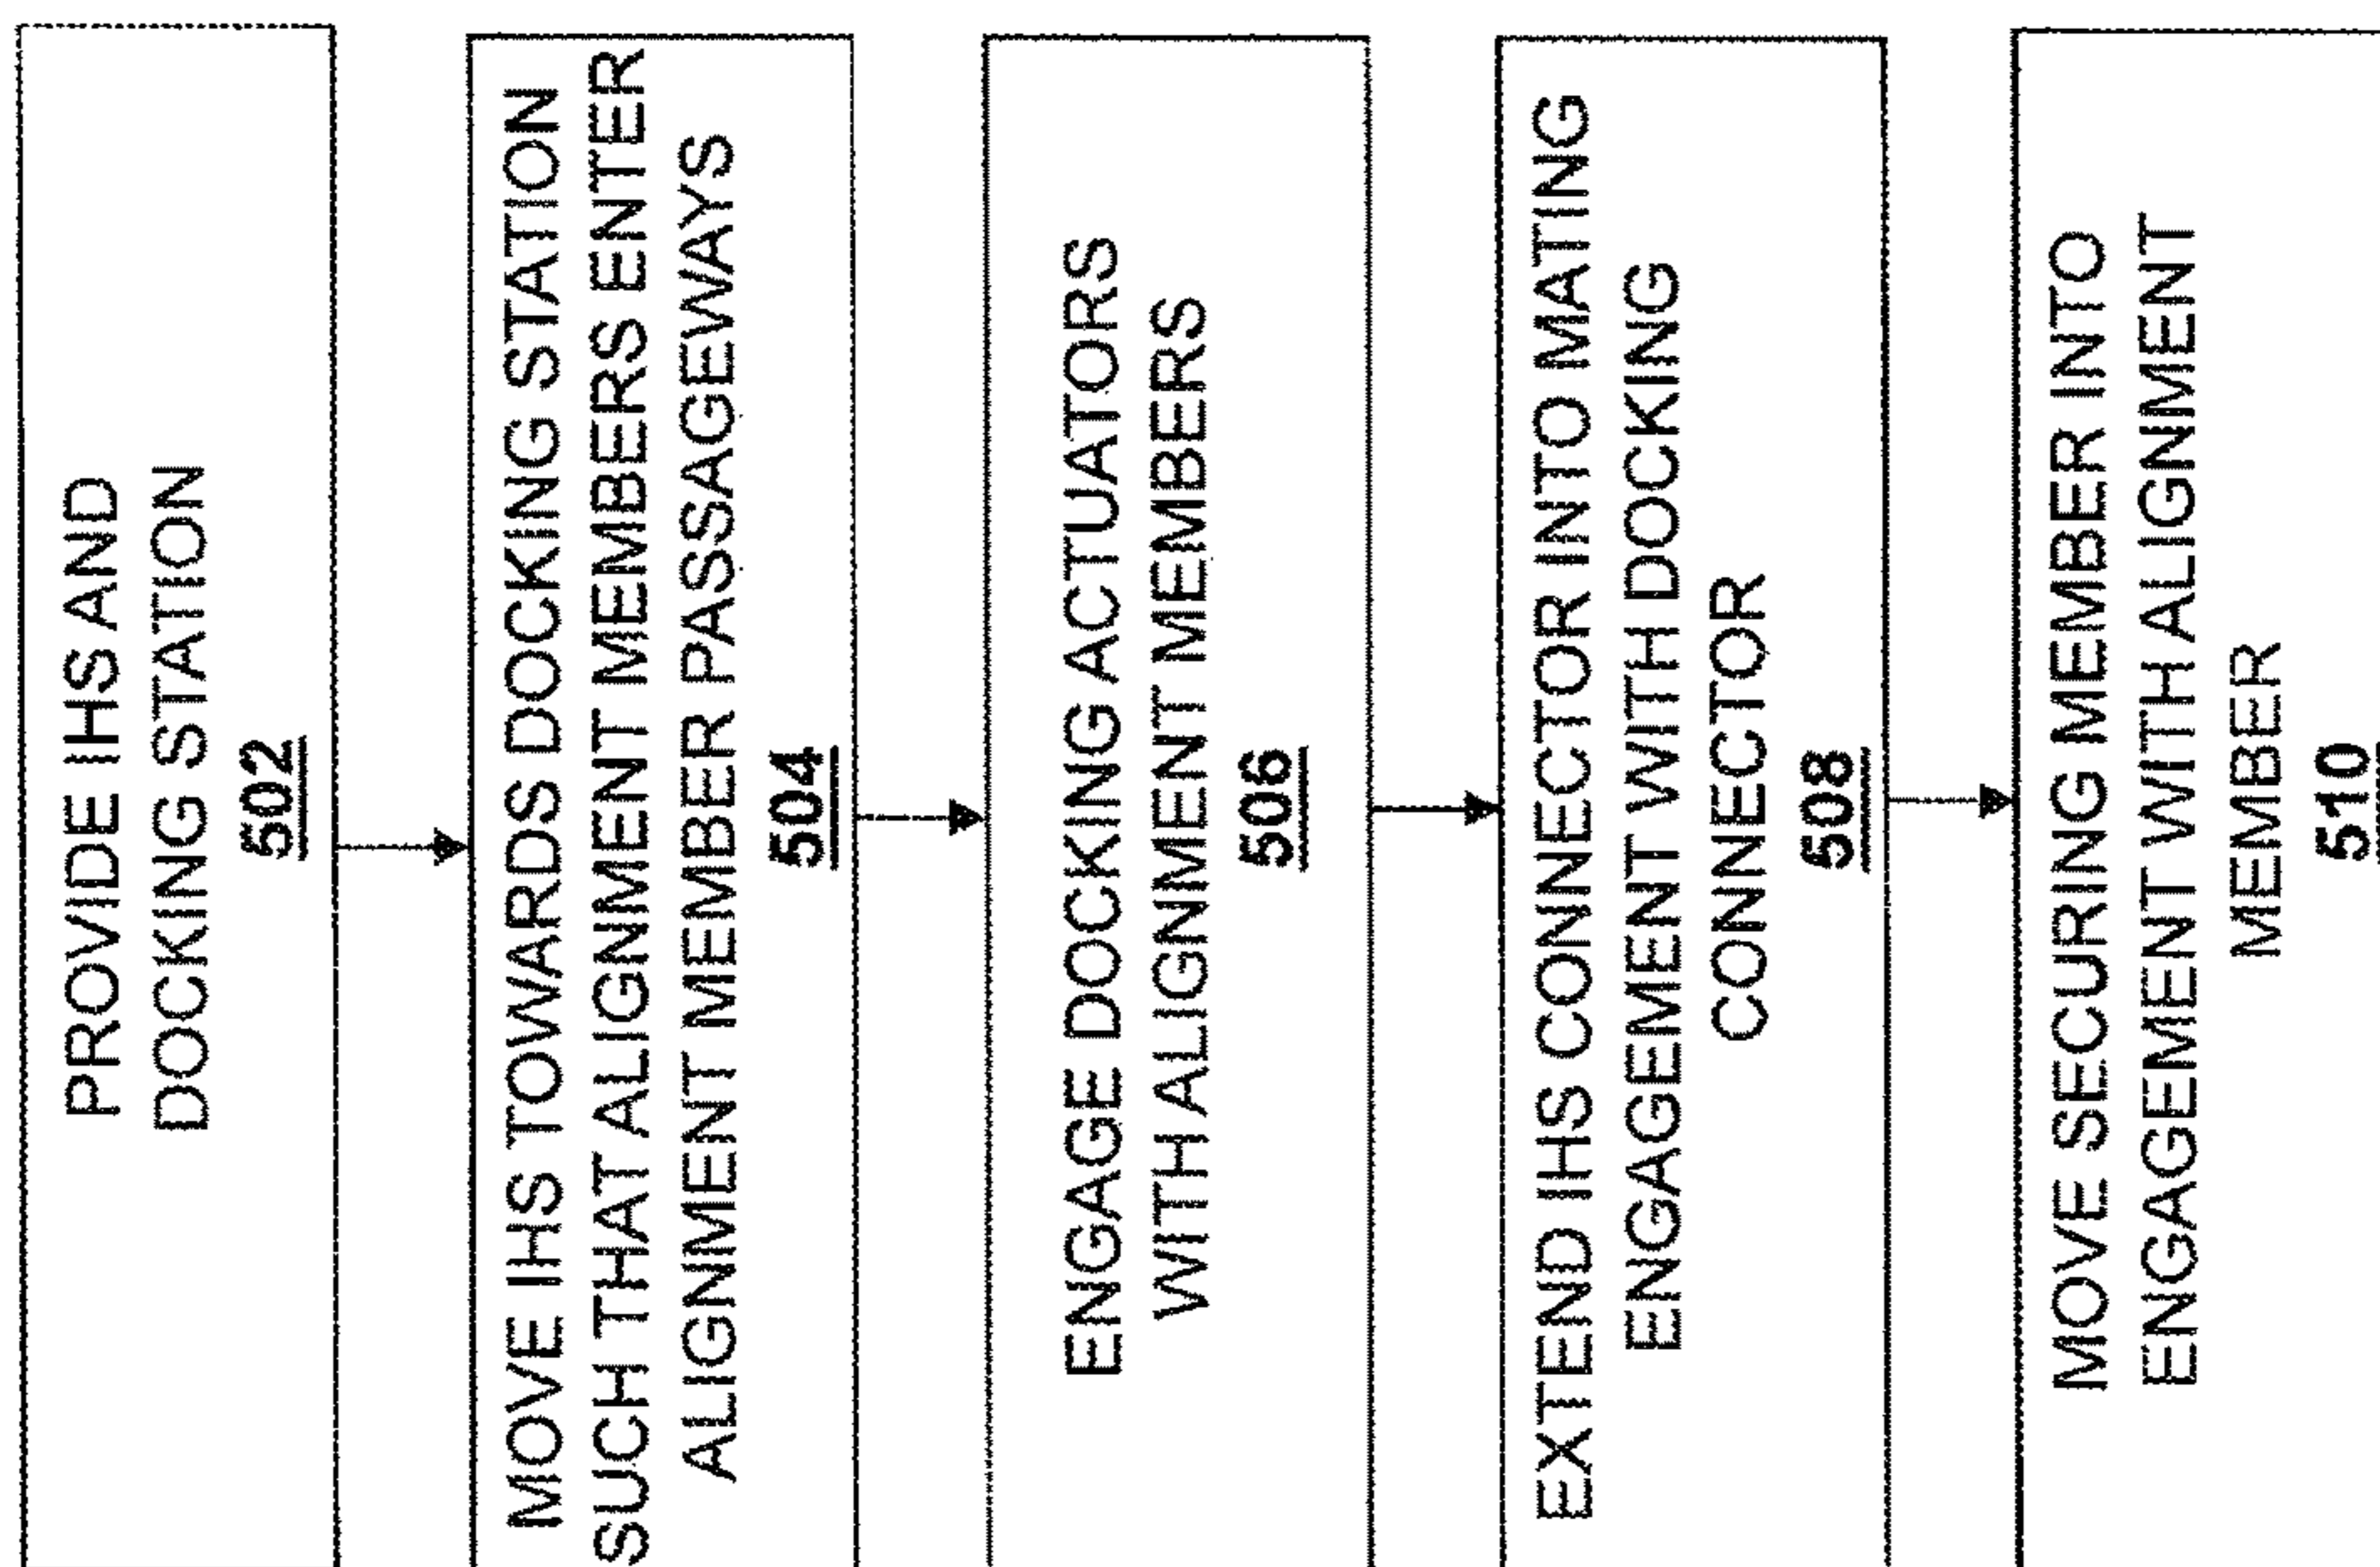 PROVIDE IHS AND
DOCKING STATION
502
MOVE IHS TOWARDS DOCKING STATION
SUCH THAT ALIGNMENT MEMBERS ENTER
ALIGNMENT MEMBER PASSAGEWAYS
504
ENGAGE DOCKING ACTUATORS
WITH ALIGNMENT MEMBERS
506
EXTEND IHS CONNECTOR INTO MATING
ENGAGEMENT WITH DOCKING
CONNECTOR
508
MOVE SECURING MEMBER INTO
ENGAGEMENT WITH ALIGNMENT
MEMBER
510